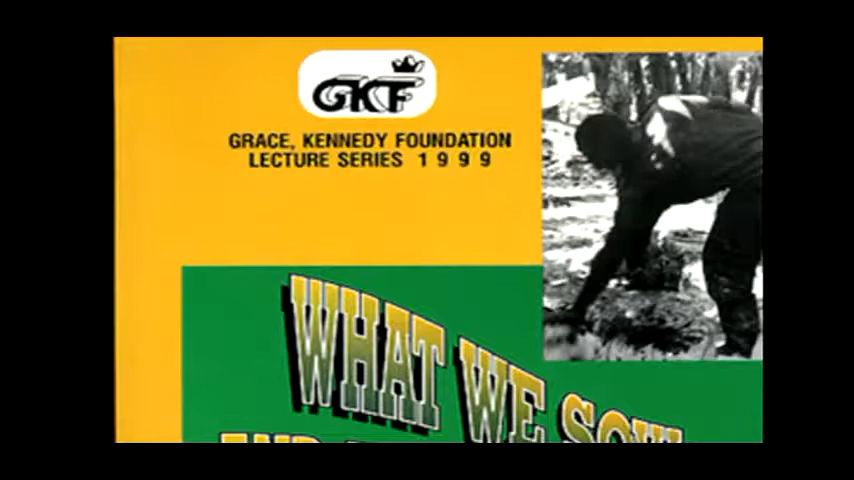 GKF
GRACE, KENNEDY FOUNDATION
LECTURE SERIES 1999
WHAT WE SOW